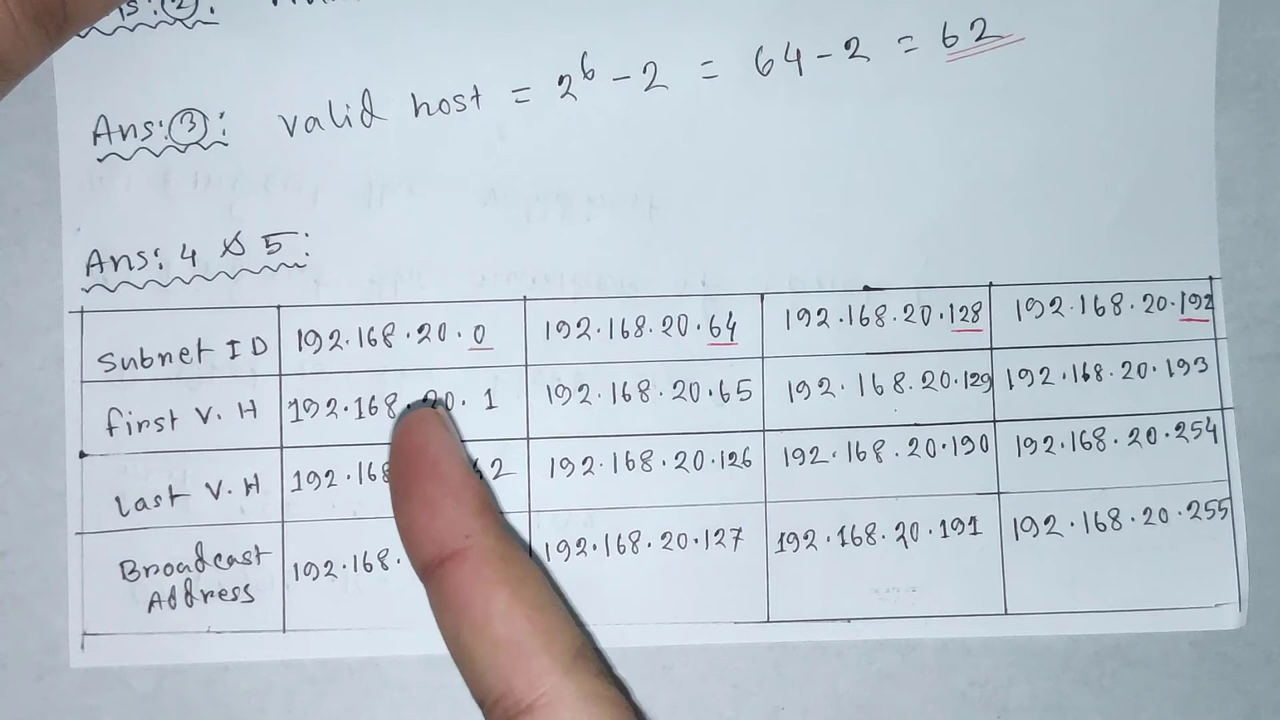 Ans:③: valid host = 2⁶ - 2 = 64 - 2 = 62
Ans: 4 & 5:
Subnet ID 192.168.20.0 192.168.20.64 192.168.20.128 192.168.20.192
first V. H 192.168.20.1 192.168.20.65 192.168.20.129 192.168.20.193
Last V. H 192.168 192.168.20.126 192.168.20.190 192.168.20.254
Broadcast 192.168. 192.168.20.127 192.168.20.191 192.168.20.255
Address